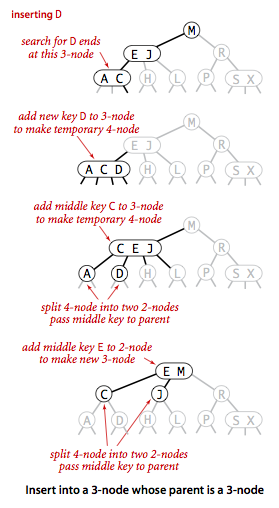 inserting D
M
search for D ends
at this 3-node
E J
R
A C
H
L
P
S X
add new key D to 3-node
to make temporary 4-node
M
E J
R
A C D
H
L
P
S X
add middle key C to 3-node
to make temporary 4-node
M
C E J
R
A
D
H
L
P
S X
split 4-node into two 2-nodes
pass middle key to parent
add middle key E to 2-node
to make new 3-node
E M
C
J
R
A
D
H
L
P
S X
split 4-node into two 2-nodes
pass middle key to parent
Insert into a 3-node whose parent is a 3-node